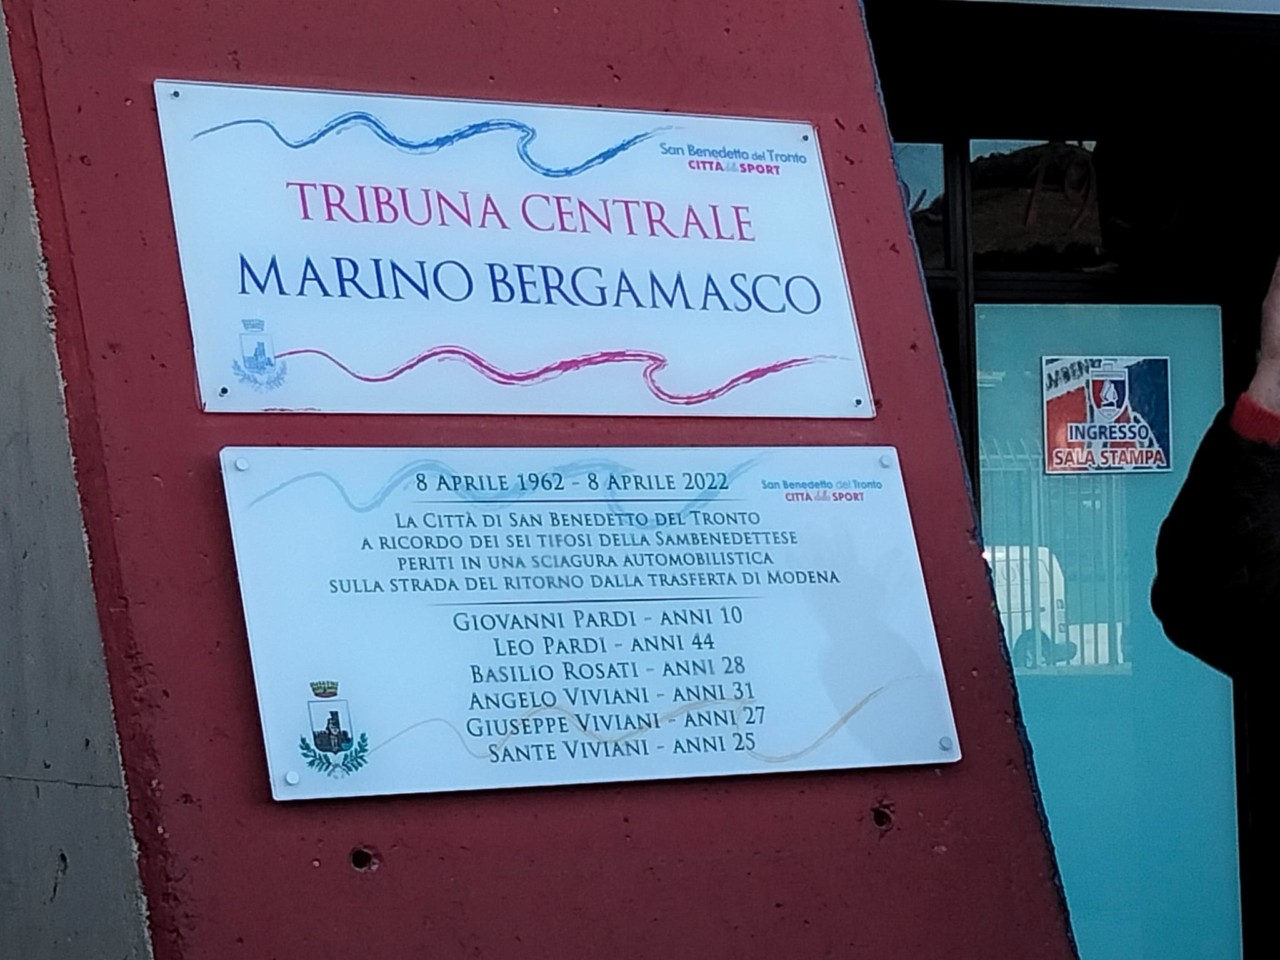 San Benedetto del Tronto
CITTÀ dello SPORT
TRIBUNA CENTRALE
MARINO BERGAMASCO
8 APRILE 1962 - 8 APRILE 2022
San Benedetto del Tronto
CITTÀ dello SPORT
LA CITTÀ DI SAN BENEDETTO DEL TRONTO
A RICORDO DEI SEI TIFOSI DELLA SAMBENEDETTESE
PERITI IN UNA SCIAGURA AUTOMOBILISTICA
SULLA STRADA DEL RITORNO DALLA TRASFERTA DI MODENA
GIOVANNI PARDI - ANNI 10
LEO PARDI - ANNI 44
BASILIO ROSATI - ANNI 28
ANGELO VIVIANI - ANNI 31
GIUSEPPE VIVIANI - ANNI 27
SANTE VIVIANI - ANNI 25
INGRESSO
SALA STAMPA